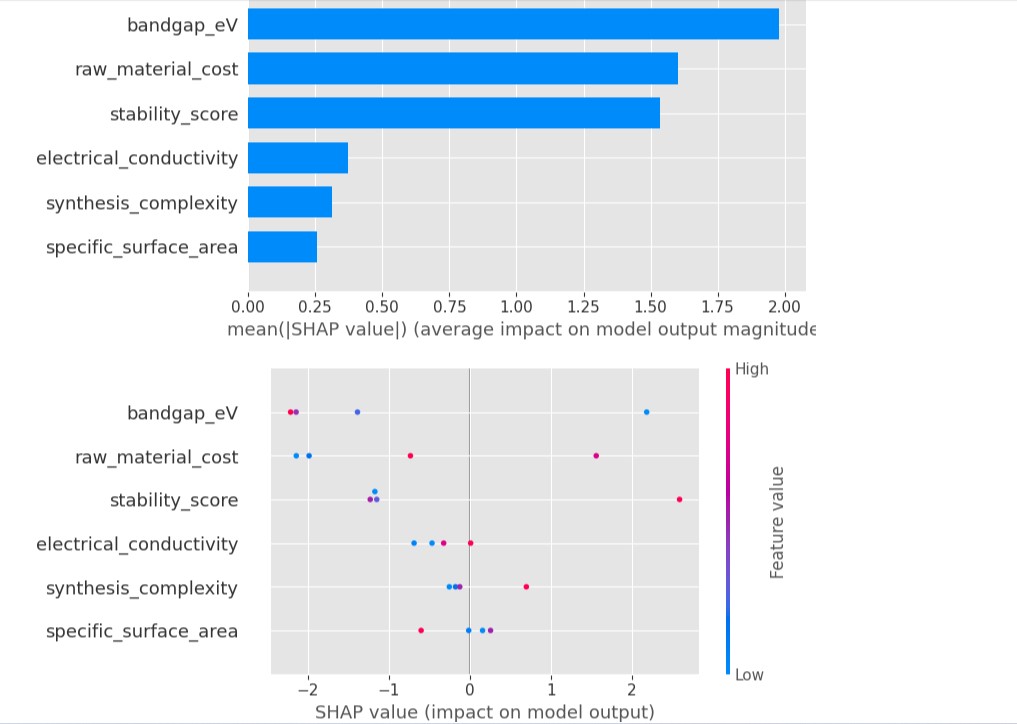 bandgap_eV
raw_material_cost
stability_score
electrical_conductivity
synthesis_complexity
specific_surface_area
0.00 0.25 0.50 0.75 1.00 1.25 1.50 1.75 2.00
mean(|SHAP value|) (average impact on model output magnitude
High
bandgap_eV
raw_material_cost
stability_score
electrical_conductivity
synthesis_complexity
specific_surface_area
Feature value
Low
−2 −1 0 1 2
SHAP value (impact on model output)